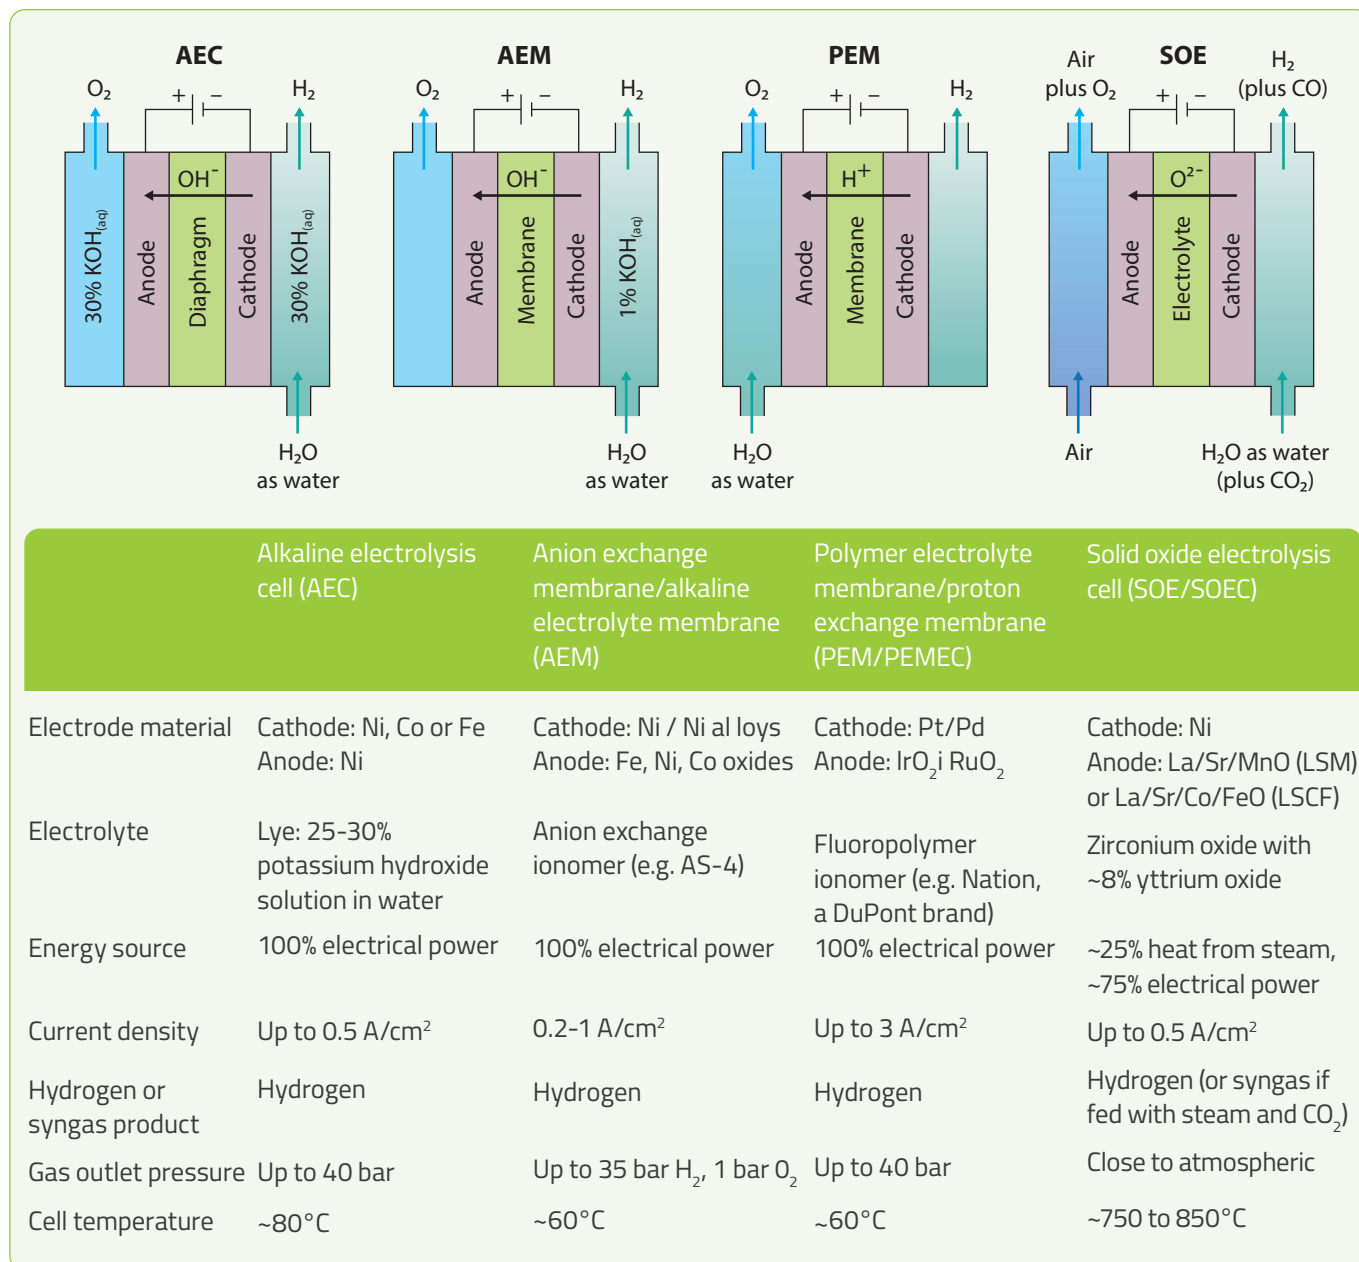 AEC
O₂
+ −
H₂
OH⁻
30% KOH(aq)
Anode
Diaphragm
Cathode
30% KOH(aq)
H₂O
as water
AEM
O₂
+ −
H₂
OH⁻
Anode
Membrane
Cathode
1% KOH(aq)
H₂O
as water
PEM
O₂
+ −
H₂
H⁺
Anode
Membrane
Cathode
H₂O
as water
SOE
Air
plus O₂
+ −
H₂
(plus CO)
O²⁻
Anode
Electrolyte
Cathode
Air
H₂O as water
(plus CO₂)
Alkaline electrolysis
cell (AEC)
Anion exchange
membrane/alkaline
electrolyte membrane
(AEM)
Polymer electrolyte
membrane/proton
exchange membrane
(PEM/PEMEC)
Solid oxide electrolysis
cell (SOE/SOEC)
Electrode material
Cathode: Ni, Co or Fe
Anode: Ni
Cathode: Ni / Ni al loys
Anode: Fe, Ni, Co oxides
Cathode: Pt/Pd
Anode: IrO₂i RuO₂
Cathode: Ni
Anode: La/Sr/MnO (LSM)
or La/Sr/Co/FeO (LSCF)
Electrolyte
Lye: 25-30%
potassium hydroxide
solution in water
Anion exchange
ionomer (e.g. AS-4)
Fluoropolymer
ionomer (e.g. Nation,
a DuPont brand)
Zirconium oxide with
~8% yttrium oxide
Energy source
100% electrical power
100% electrical power
100% electrical power
~25% heat from steam,
~75% electrical power
Current density
Up to 0.5 A/cm²
0.2-1 A/cm²
Up to 3 A/cm²
Up to 0.5 A/cm²
Hydrogen or
syngas product
Hydrogen
Hydrogen
Hydrogen
Hydrogen (or syngas if
fed with steam and CO₂)
Gas outlet pressure
Up to 40 bar
Up to 35 bar H₂, 1 bar O₂
Up to 40 bar
Close to atmospheric
Cell temperature
~80°C
~60°C
~60°C
~750 to 850°C